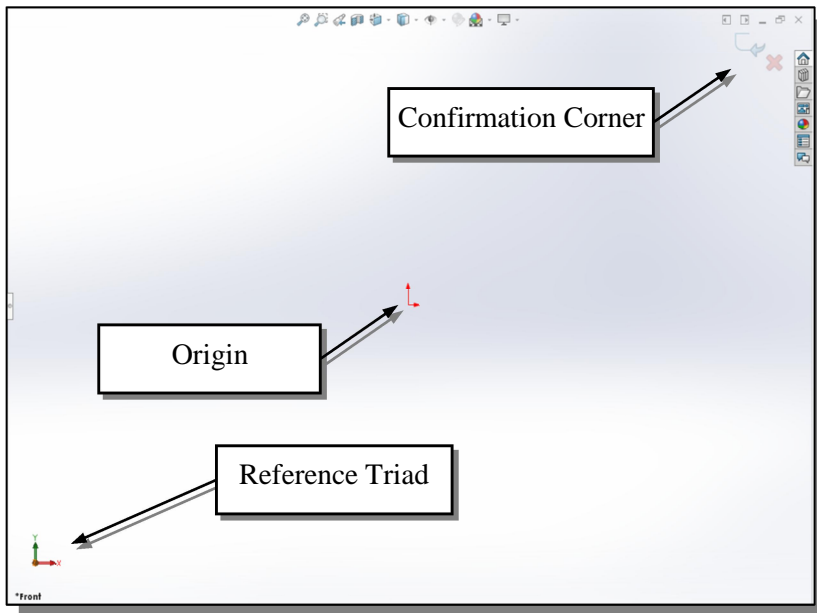 Confirmation Corner
Origin
Reference Triad
Y
X
*Front